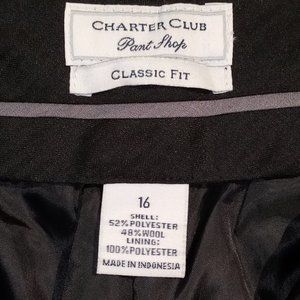 CHARTER CLUB
Pant Shop
CLASSIC FIT
16
SHELL:
52%POLYESTER
48%WOOL
LINING:
100%POLYESTER
MADE IN INDONESIA